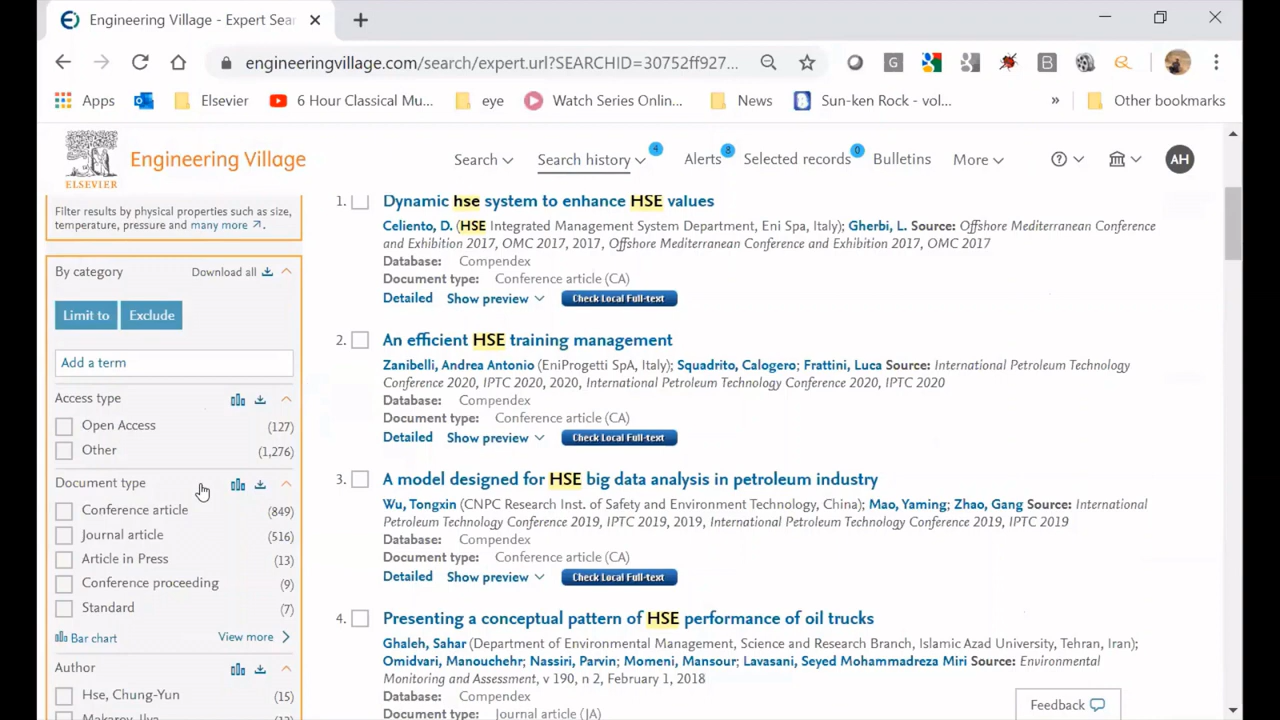 Engineering Village - Expert Sear
engineeringvillage.com/search/expert.url?SEARCHID=30752ff927...
G
B
Apps
Elsevier
6 Hour Classical Mu...
eye
Watch Series Onlin...
News
Sun-ken Rock - vol...
»
Other bookmarks
ELSEVIER
Engineering Village
Search
Search history
4
Alerts
8
Selected records
0
Bulletins
More
?
AH
Filter results by physical properties such as size,
temperature, pressure and many more
By category
Download all
Limit to
Exclude
Add a term
Access type
Open Access (127)
Other (1,276)
Document type
Conference article (849)
Journal article (516)
Article in Press (13)
Conference proceeding (9)
Standard (7)
Bar chart
View more
Author
Hse, Chung-Yun (15)
1. Dynamic hse system to enhance HSE values
Celiento, D. (HSE Integrated Management System Department, Eni Spa, Italy); Gherbi, L. Source: Offshore Mediterranean Conference
and Exhibition 2017, OMC 2017, 2017, Offshore Mediterranean Conference and Exhibition 2017, OMC 2017
Database: Compendex
Document type: Conference article (CA)
Detailed Show preview Check Local Full-text
2. An efficient HSE training management
Zanibelli, Andrea Antonio (EniProgetti SpA, Italy); Squadrito, Calogero; Frattini, Luca Source: International Petroleum Technology
Conference 2020, IPTC 2020, 2020, International Petroleum Technology Conference 2020, IPTC 2020
Database: Compendex
Document type: Conference article (CA)
Detailed Show preview Check Local Full-text
3. A model designed for HSE big data analysis in petroleum industry
Wu, Tongxin (CNPC Research Inst. of Safety and Environment Technology, China); Mao, Yaming; Zhao, Gang Source: International
Petroleum Technology Conference 2019, IPTC 2019, 2019, International Petroleum Technology Conference 2019, IPTC 2019
Database: Compendex
Document type: Conference article (CA)
Detailed Show preview Check Local Full-text
4. Presenting a conceptual pattern of HSE performance of oil trucks
Ghaleh, Sahar (Department of Environmental Management, Science and Research Branch, Islamic Azad University, Tehran, Iran);
Omidvari, Manouchehr; Nassiri, Parvin; Momeni, Mansour; Lavasani, Seyed Mohammadreza Miri Source: Environmental
Monitoring and Assessment, v 190, n 2, February 1, 2018
Database: Compendex
Document type: Journal article (JA)
Feedback